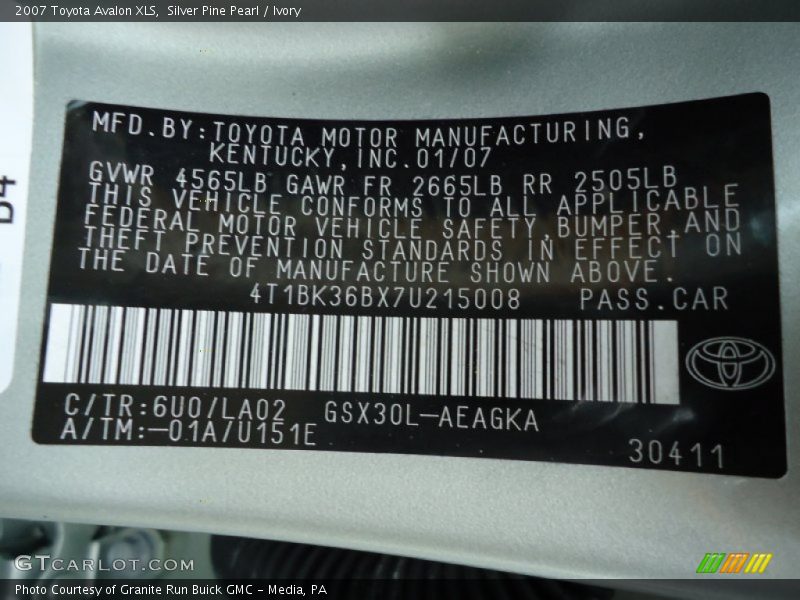 2007 Toyota Avalon XLS, Silver Pine Pearl / Ivory
MFD.BY:TOYOTA MOTOR MANUFACTURING,
KENTUCKY,INC.01/07
GVWR 4565LB GAWR FR 2665LB RR 2505LB
THIS VEHICLE CONFORMS TO ALL APPLICABLE
FEDERAL MOTOR VEHICLE SAFETY,BUMPER,AND
THEFT PREVENTION STANDARDS IN EFFECT ON
THE DATE OF MANUFACTURE SHOWN ABOVE.
4T1BK36BX7U215008 PASS.CAR
C/TR:6U0/LA02 GSX30L-AEAGKA
A/TM:-01A/U151E
30411
GTCarLot.com
Photo Courtesy of Granite Run Buick GMC - Media, PA